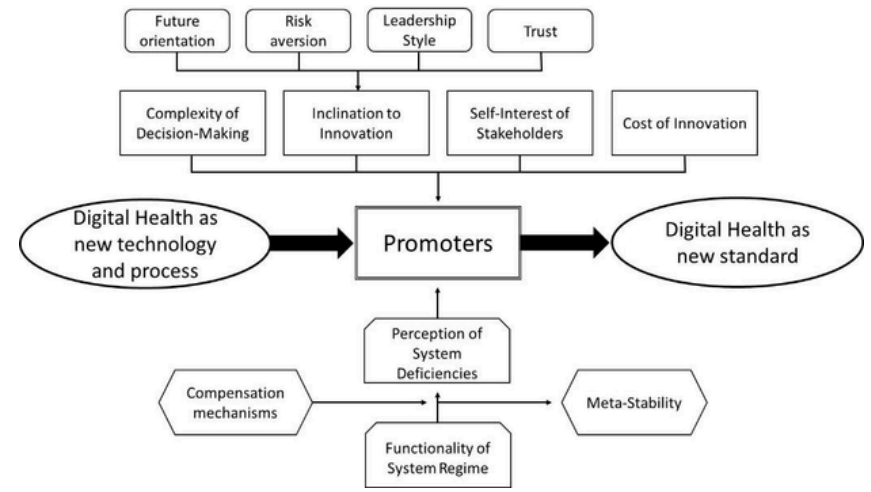 Future
orientation
Risk
aversion
Leadership
Style
Trust
Complexity of
Decision-Making
Inclination to
Innovation
Self-Interest of
Stakeholders
Cost of Innovation
Digital Health as
new technology
and process
Promoters
Digital Health as
new standard
Perception of
System
Deficiencies
Compensation
mechanisms
Meta-Stability
Functionality of
System Regime